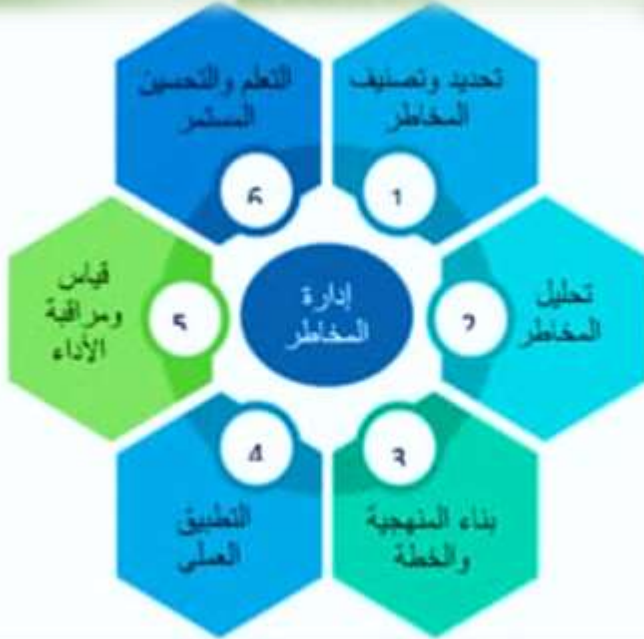 إدارة
المخاطر
1
تحديد وتصنيف
المخاطر
2
تحليل
المخاطر
3
بناء المنهجية
والخطة
4
التطبيق
العملي
5
قياس
ومراقبة
الأداء
6
التعلم والتحسين
المستمر